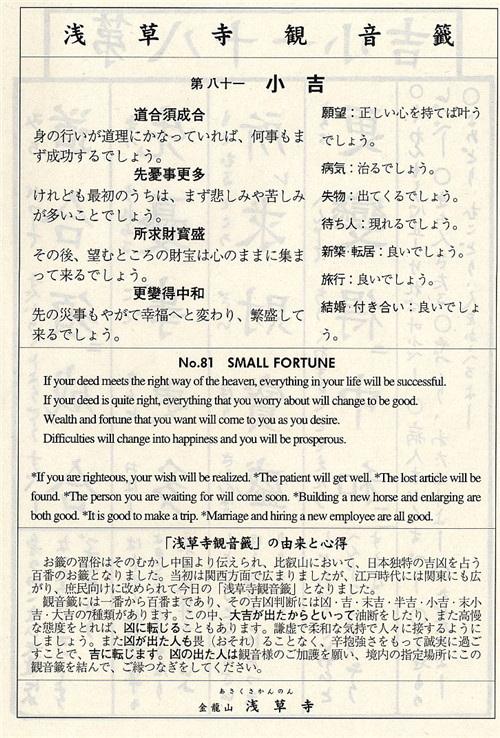 浅草寺観音籤
第八十一 小吉
道合須成合
身の行いが道理にかなっていれば、何事もま
ず成功するでしょう。
先憂事更多
けれども最初のうちは、まず悲しみや苦しみ
が多いことでしょう。
所求財寳盛
その後、望むところの財宝は心のままに集ま
って来るでしょう。
更變得中和
先の災事もやがて幸福へと変わり、繁盛して
来るでしょう。
願望：正しい心を持てば叶う
でしょう。
病気：治るでしょう。
失物：出てくるでしょう。
待ち人：現れるでしょう。
新築·転居：良いでしょう。
旅行：良いでしょう。
結婚·付き合い：良いでしょ
う。
No.81 SMALL FORTUNE
If your deed meets the right way of the heaven, everything in your life will be successful.
If your deed is quite right, everything that you worry about will change to be good.
Wealth and fortune that you want will come to you as you desire.
Difficulties will change into happiness and you will be prosperous.
*If you are righteous, your wish will be realized. *The patient will get well. *The lost article will be
found. *The person you are waiting for will come soon. *Building a new horse and enlarging are
both good. *It is good to make a trip. *Marriage and hiring a new employee are all good.
「浅草寺観音籤」の由来と心得
お籤の習俗はそのむかし中国より伝えられ、比叡山において、日本独特の吉凶を占う
百番のお籤となりました。当初は関西方面で広まりましたが、江戸時代には関東にも広
がり、庶民向けに改められて今日の「浅草寺観音籤」となりました。
観音籤には一番から百番まであり、その吉凶判断には凶·吉·末吉·半吉·小吉·末小
吉·大吉の7種類があります。この中、大吉が出たからといって油断をしたり、また高慢
な態度をとれば、凶に転じることもあります。謙虚で柔和な気持で人々に接するようにに
しましょう。また凶が出た人も畏（おそれ）ることなく、辛抱強さをもって誠実に過ご
すことで、吉に転じます。凶の出た人は観音様のご加護を願い、境内の指定場所にこの
観音籤を結んで、ご縁つなぎをしてください。
あさくさかんのん
金龍山 浅草寺